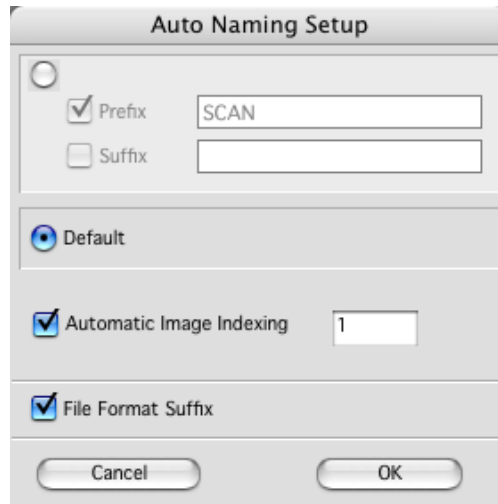 Auto Naming Setup
Prefix SCAN
Suffix
Default
Automatic Image Indexing 1
File Format Suffix
Cancel OK